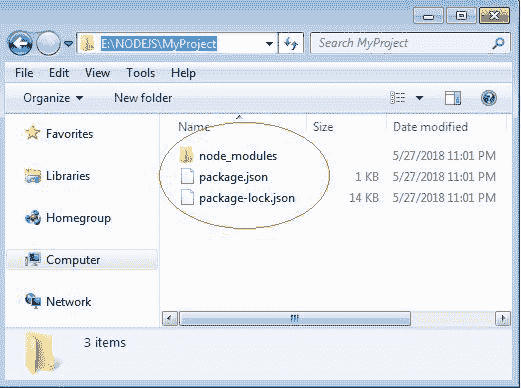 E:\NODEJS\MyProject
Search MyProject
File Edit View Tools Help
Organize New folder
Name Size Date modified
Favorites
Libraries
Homegroup
Computer
Network
node_modules 5/27/2018 11:01 PM
package.json 1 KB 5/27/2018 11:01 PM
package-lock.json 14 KB 5/27/2018 11:01 PM
3 items